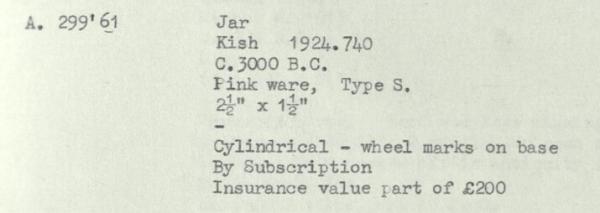 A. 299'61 Jar
Kish 1924.740
C.3000 B.C.
Pink ware, Type S.
2½" x 1½"
-
Cylindrical - wheel marks on base
By Subscription
Insurance value part of £200